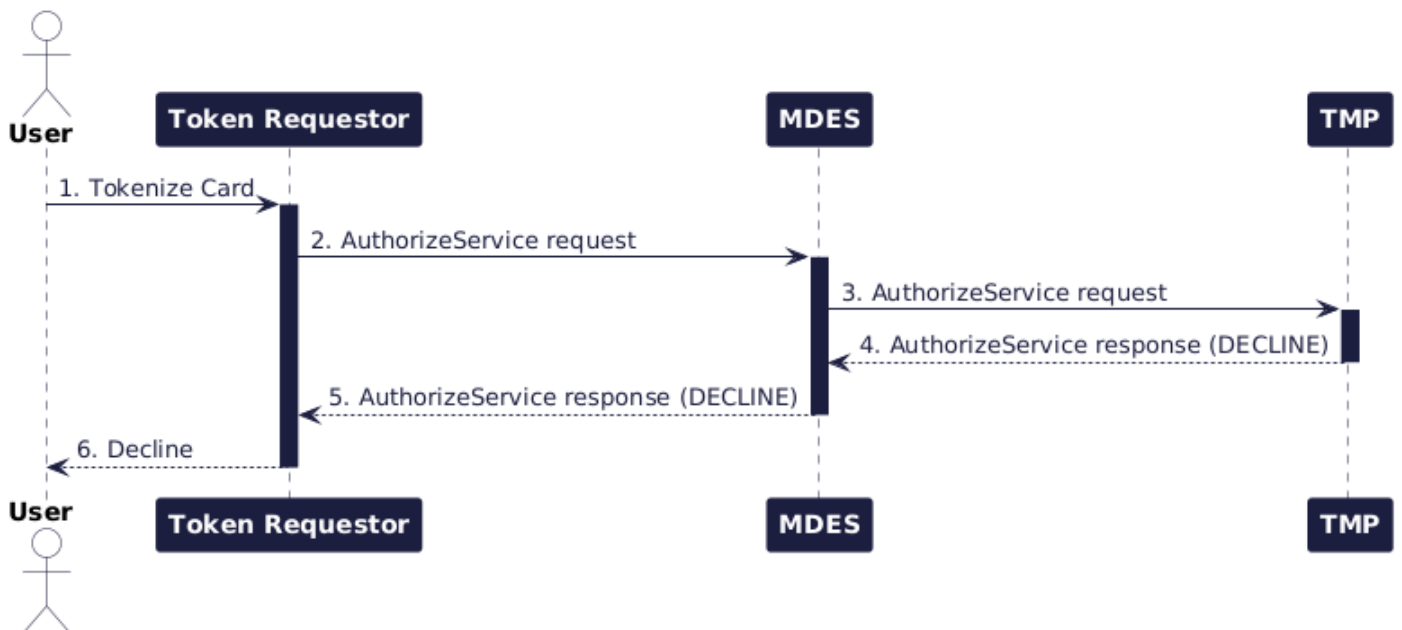 User
Token Requestor
MDES
TMP
1. Tokenize Card
2. AuthorizeService request
3. AuthorizeService request
4. AuthorizeService response (DECLINE)
5. AuthorizeService response (DECLINE)
6. Decline
User
Token Requestor
MDES
TMP